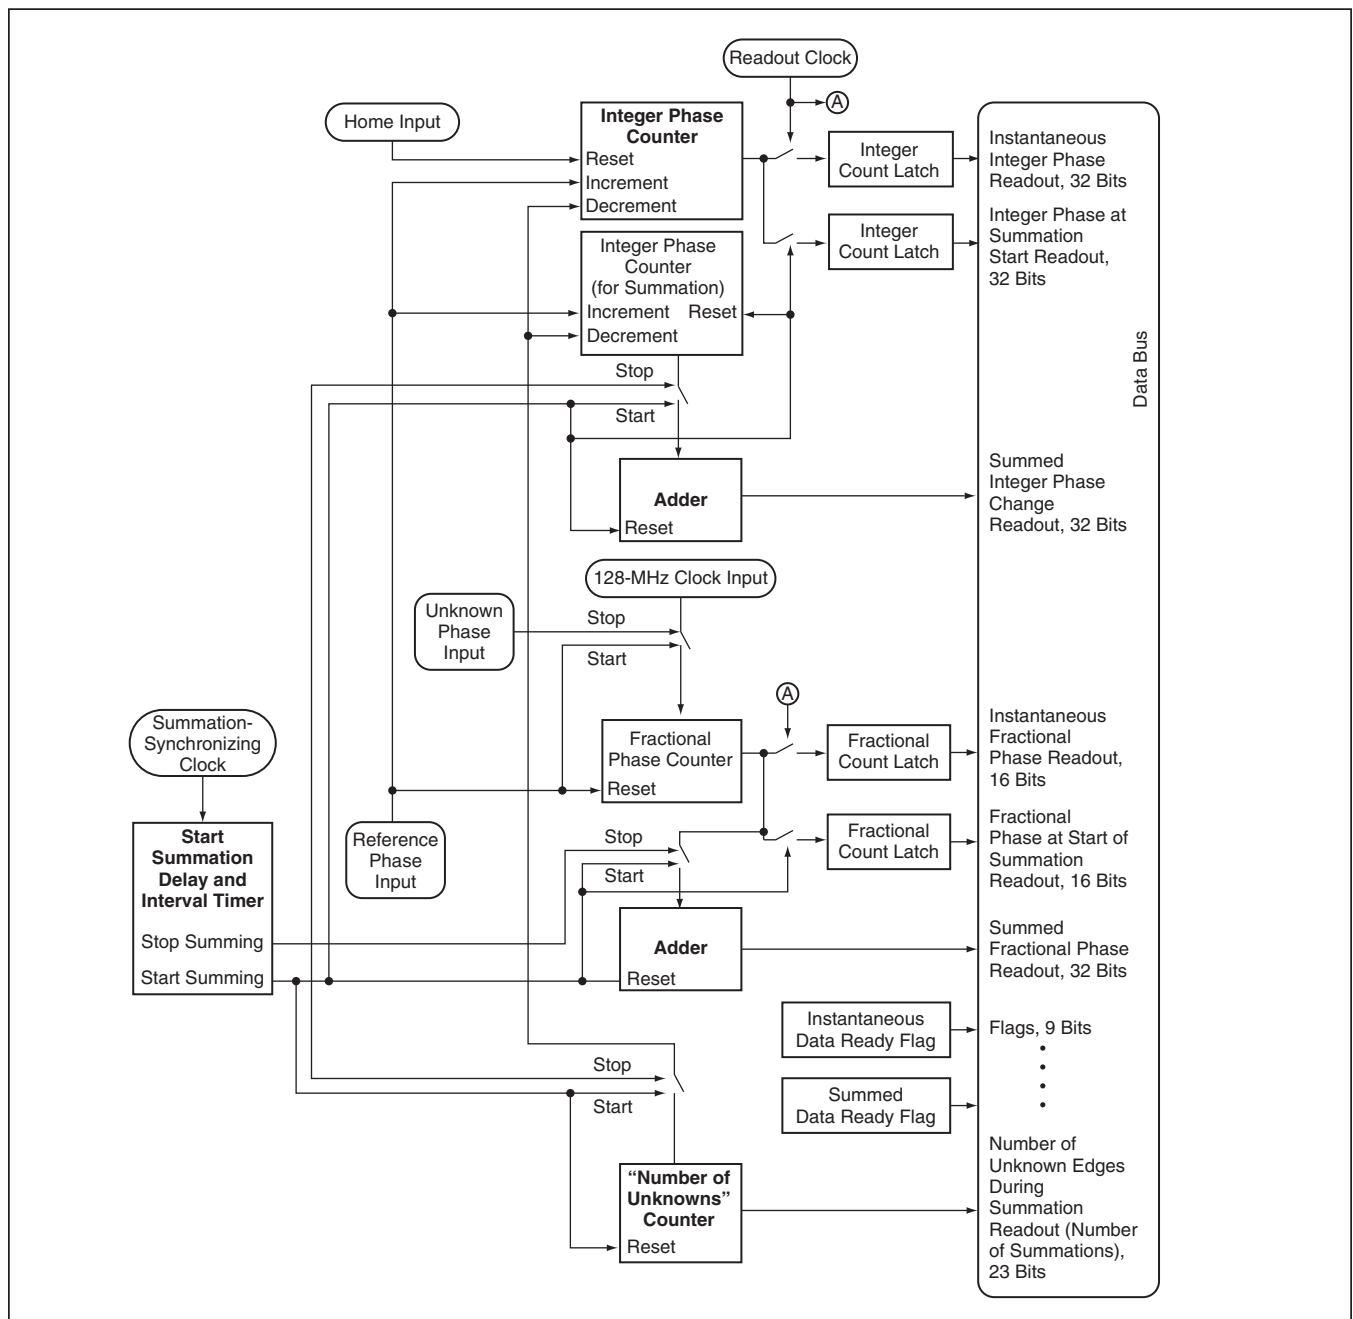 Readout Clock
A
Home Input
Integer Phase
Counter
Reset
Increment
Decrement
Integer
Count Latch
Instantaneous
Integer Phase
Readout, 32 Bits
Integer Phase
Counter
(for Summation)
Increment Reset
Decrement
Integer
Count Latch
Integer Phase at
Summation
Start Readout,
32 Bits
Data Bus
Stop
Start
Adder
Reset
Summed
Integer Phase
Change
Readout, 32 Bits
128-MHz Clock Input
Unknown
Phase
Input
Stop
Start
A
Summation-
Synchronizing
Clock
Fractional
Phase Counter
Reset
Fractional
Count Latch
Instantaneous
Fractional
Phase Readout,
16 Bits
Start
Summation
Delay and
Interval Timer
Stop Summing
Start Summing
Reference
Phase
Input
Stop
Start
Fractional
Count Latch
Fractional
Phase at Start of
Summation
Readout, 16 Bits
Adder
Reset
Summed
Fractional Phase
Readout, 32 Bits
Instantaneous
Data Ready Flag
Flags, 9 Bits
Stop
Start
Summed
Data Ready Flag
“Number of
Unknowns”
Counter
Reset
Number of
Unknown Edges
During
Summation
Readout (Number
of Summations),
23 Bits